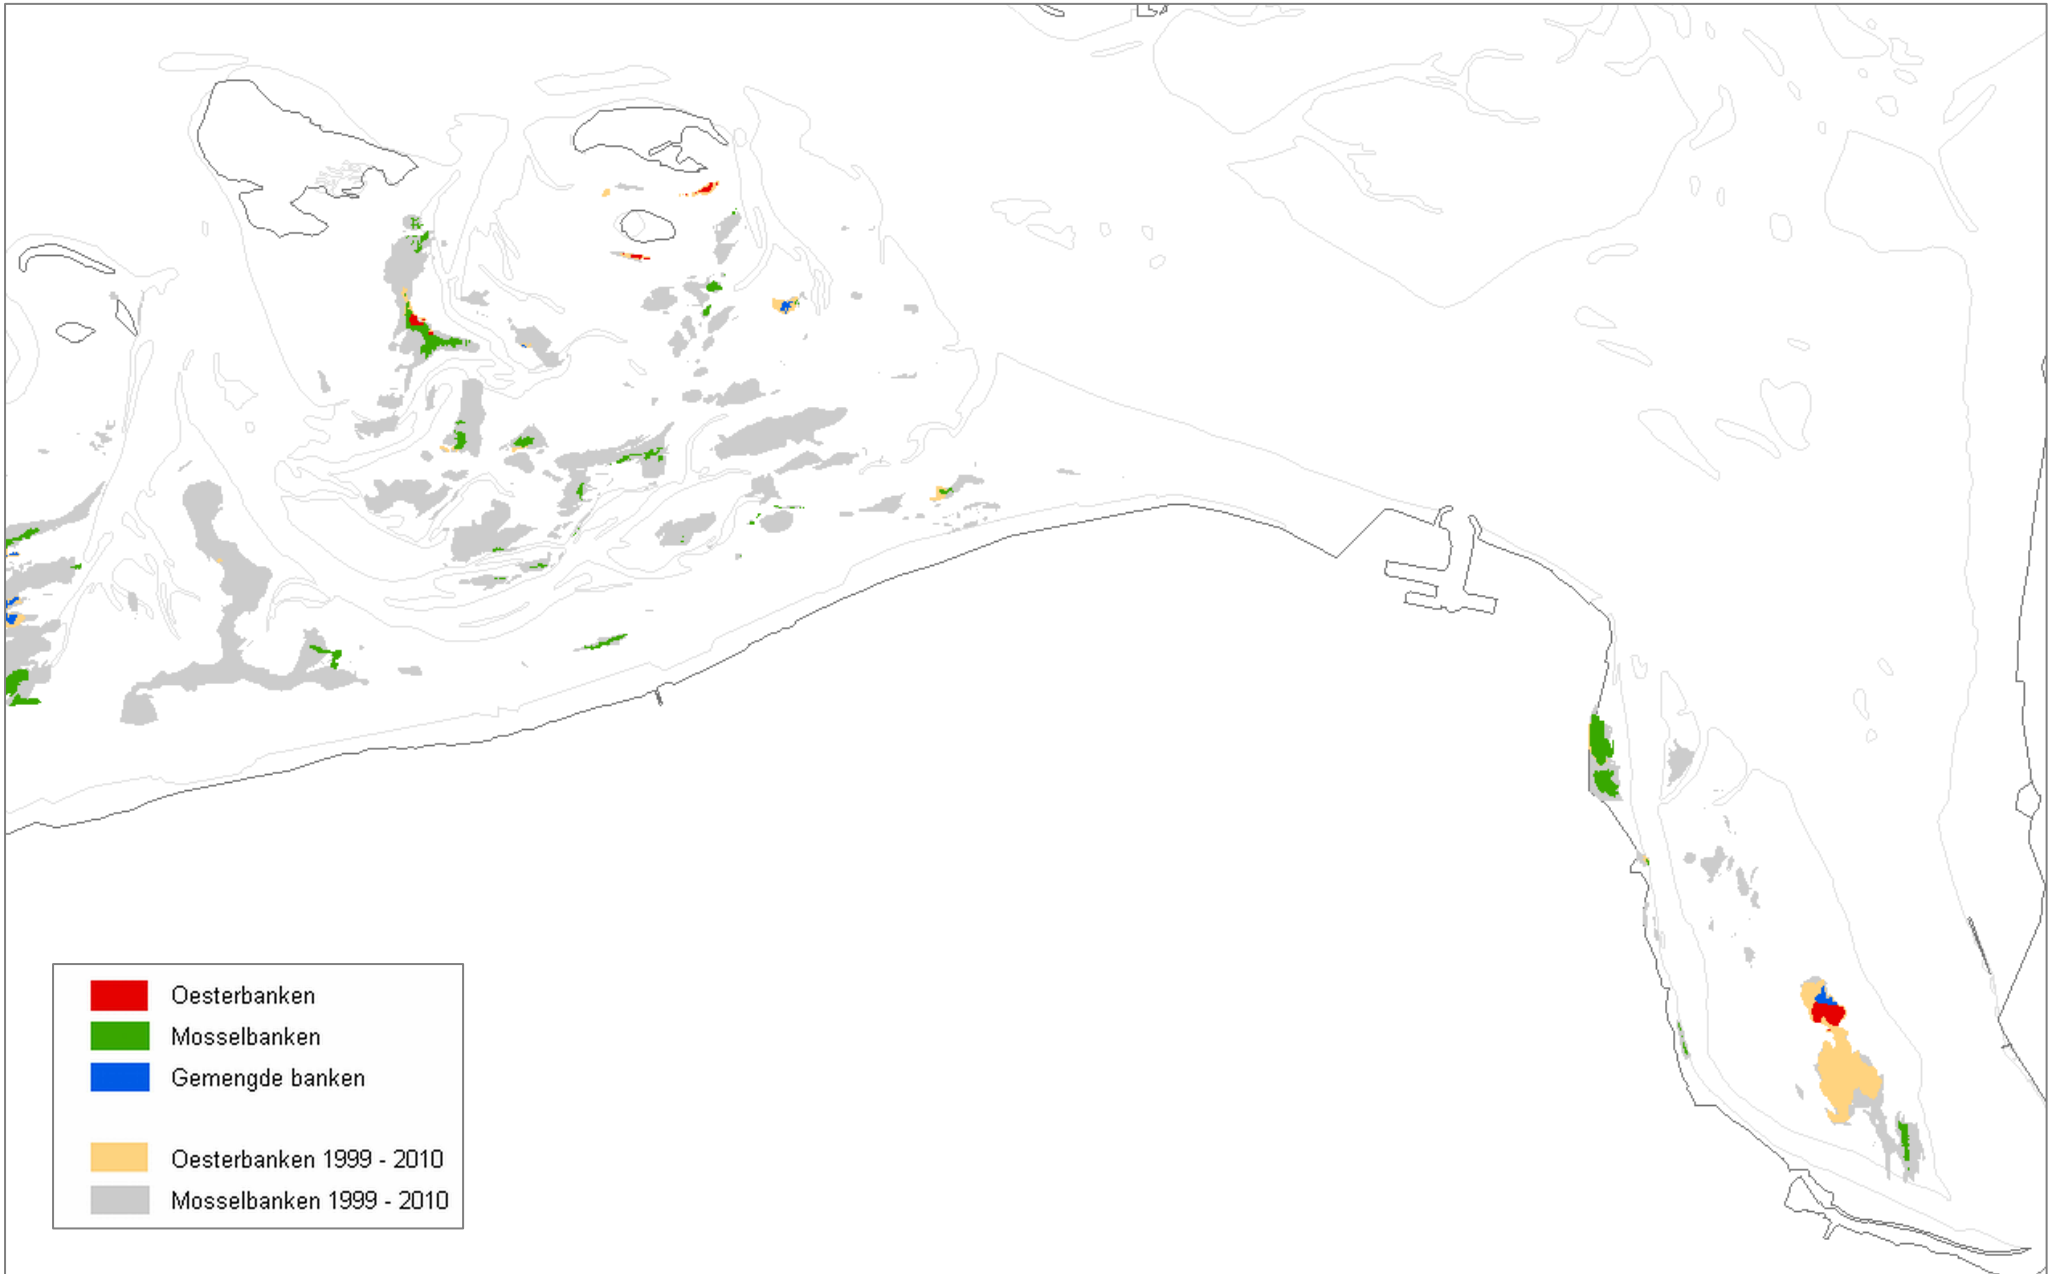 Oesterbanken
Mosselbanken
Gemengde banken
Oesterbanken 1999 - 2010
Mosselbanken 1999 - 2010